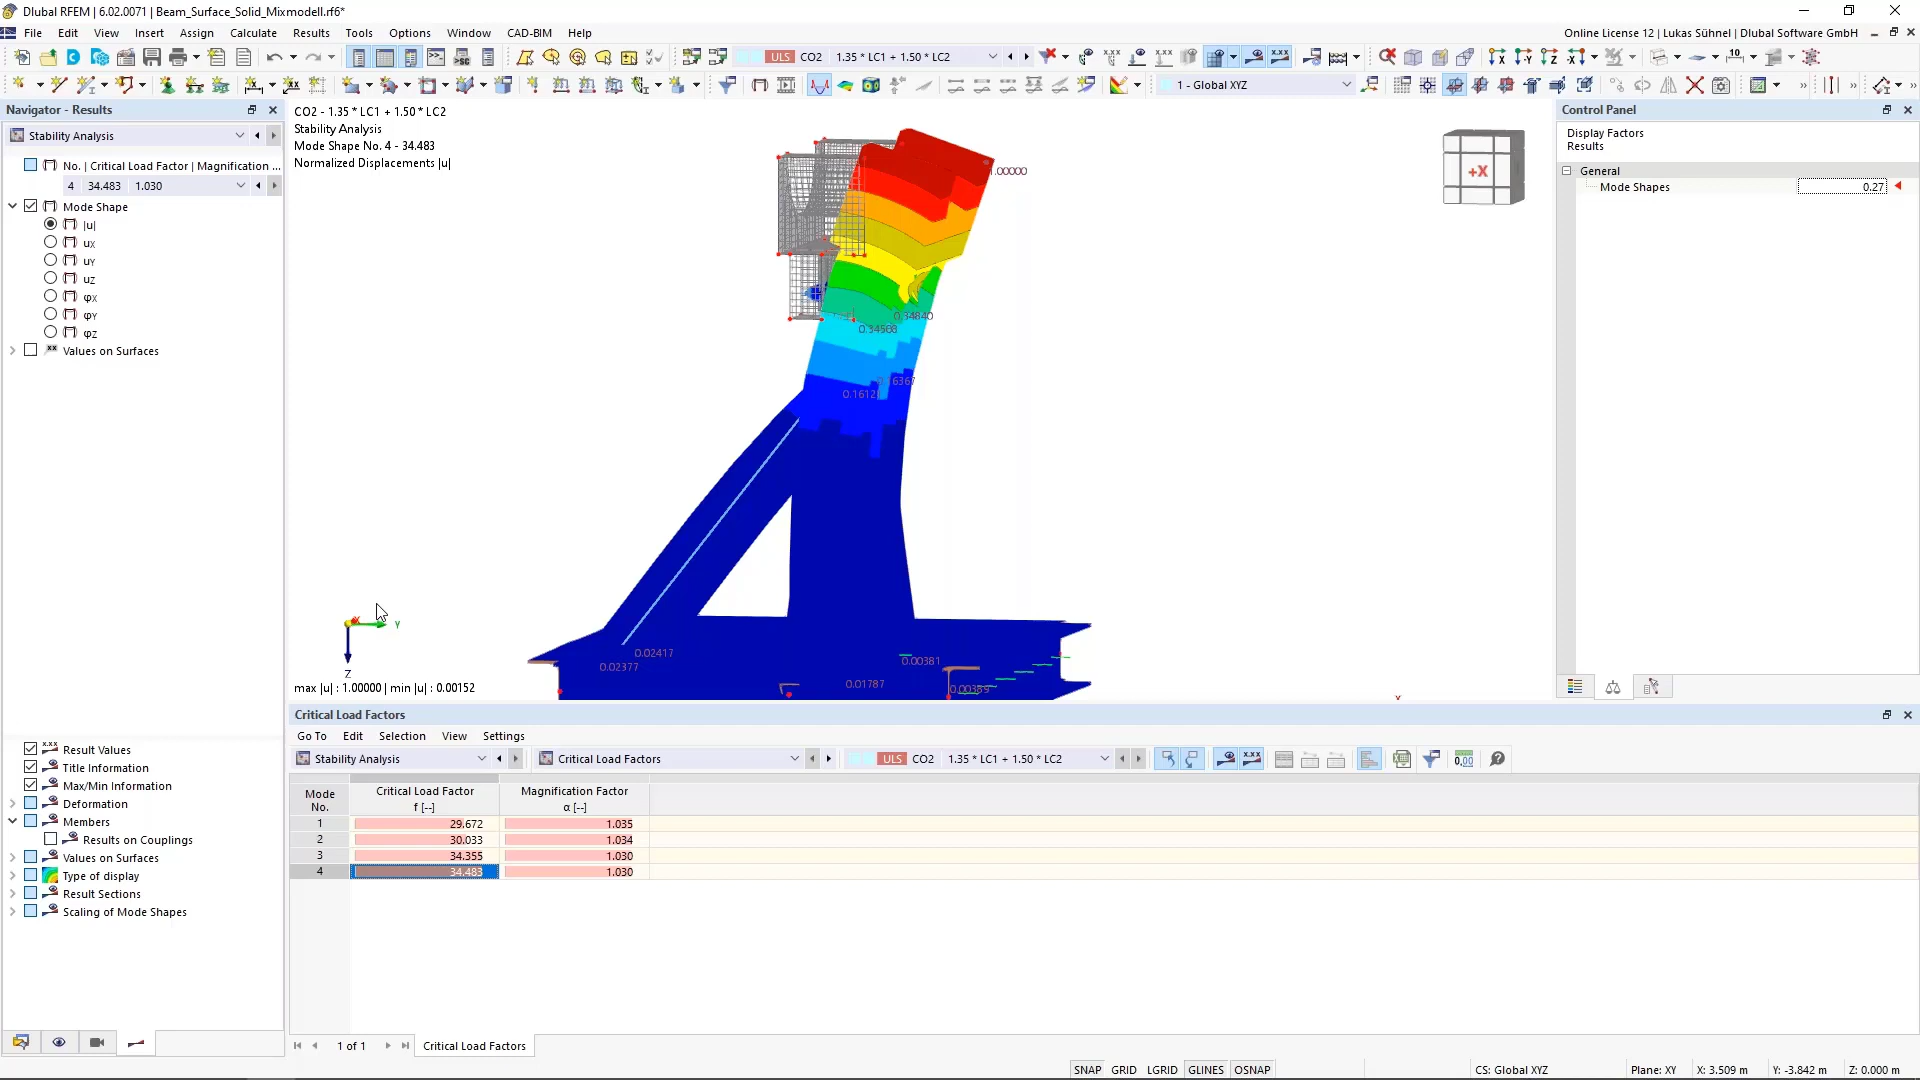 Dlubal RFEM | 6.02.0071 | Beam_Surface_Solid_Mixmodell.rf6*
File Edit View Insert Assign Calculate Results Tools Options Window CAD-BIM Help
Online License 12 | Lukas Sühnel | Dlubal Software GmbH
ULS CO2 1.35 * LC1 + 1.50 * LC2
1 - Global XYZ
Navigator - Results
Stability Analysis
No. | Critical Load Factor | Magnification ...
4 34.483 1.030
Mode Shape
|u|
uX
uY
uZ
φX
φY
φZ
Values on Surfaces
Result Values
Title Information
Max/Min Information
Deformation
Members
Results on Couplings
Values on Surfaces
Type of display
Result Sections
Scaling of Mode Shapes
CO2 - 1.35 * LC1 + 1.50 * LC2
Stability Analysis
Mode Shape No. 4 - 34.483
Normalized Displacements |u|
1.00000
0.34840
0.34508
0.16367
0.1612
0.02417
0.02377
0.00381
0.01787
0.00359
Y
Z
X
max |u| : 1.00000 | min |u| : 0.00152
+X
Control Panel
Display Factors
Results
General
Mode Shapes 0.27
Critical Load Factors
Go To Edit Selection View Settings
Stability Analysis
Critical Load Factors
ULS CO2 1.35 * LC1 + 1.50 * LC2
Mode No.
Critical Load Factor f [--]
Magnification Factor α [--]
1 29.672 1.035
2 30.033 1.034
3 34.355 1.030
4 34.483 1.030
1 of 1
Critical Load Factors
SNAP GRID LGRID GLINES OSNAP
CS: Global XYZ
Plane: XY
X: 3.509 m
Y: -3.842 m
Z: 0.000 m